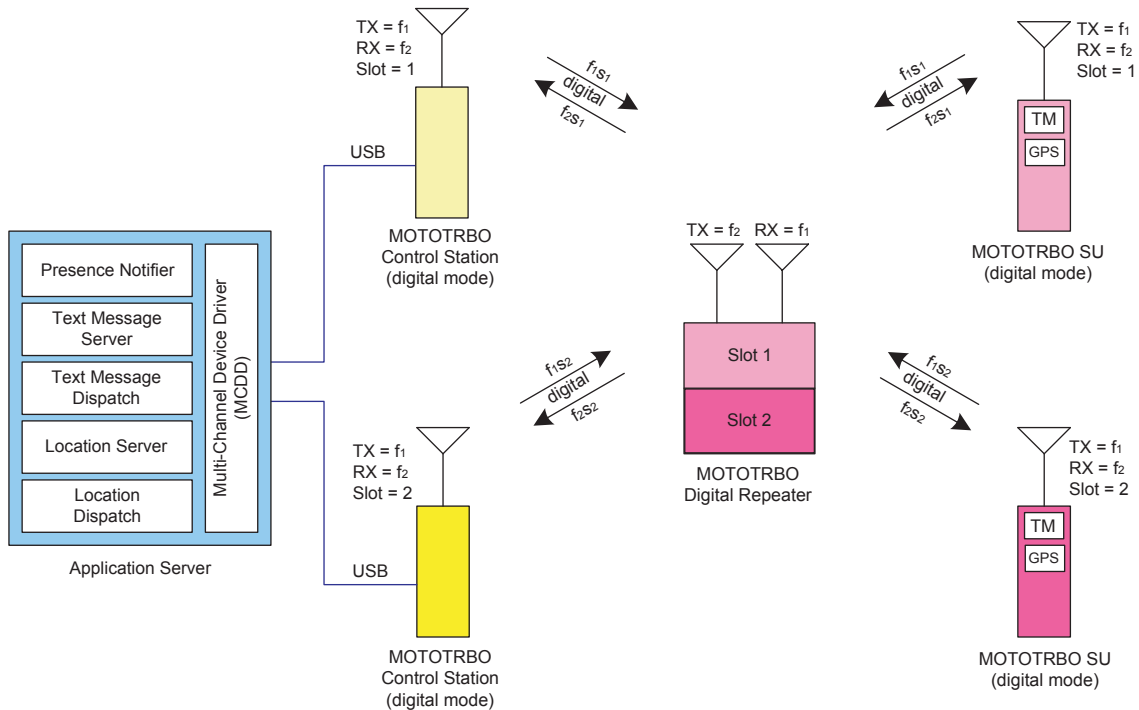 TX = f1
RX = f2
Slot = 1
f1s1
digital
f2s1
f1s1
digital
f2s1
TX = f1
RX = f2
Slot = 1
TM
GPS
USB
MOTOTRBO
Control Station
(digital mode)
TX = f2
RX = f1
MOTOTRBO SU
(digital mode)
Presence Notifier
Text Message
Server
Text Message
Dispatch
Location Server
Location
Dispatch
Multi-Channel Device Driver
(MCDD)
Application Server
Slot 1
Slot 2
MOTOTRBO
Digital Repeater
f1s2
digital
f2s2
f1s2
digital
f2s2
TX = f1
RX = f2
Slot = 2
USB
MOTOTRBO
Control Station
(digital mode)
TX = f1
RX = f2
Slot = 2
TM
GPS
MOTOTRBO SU
(digital mode)